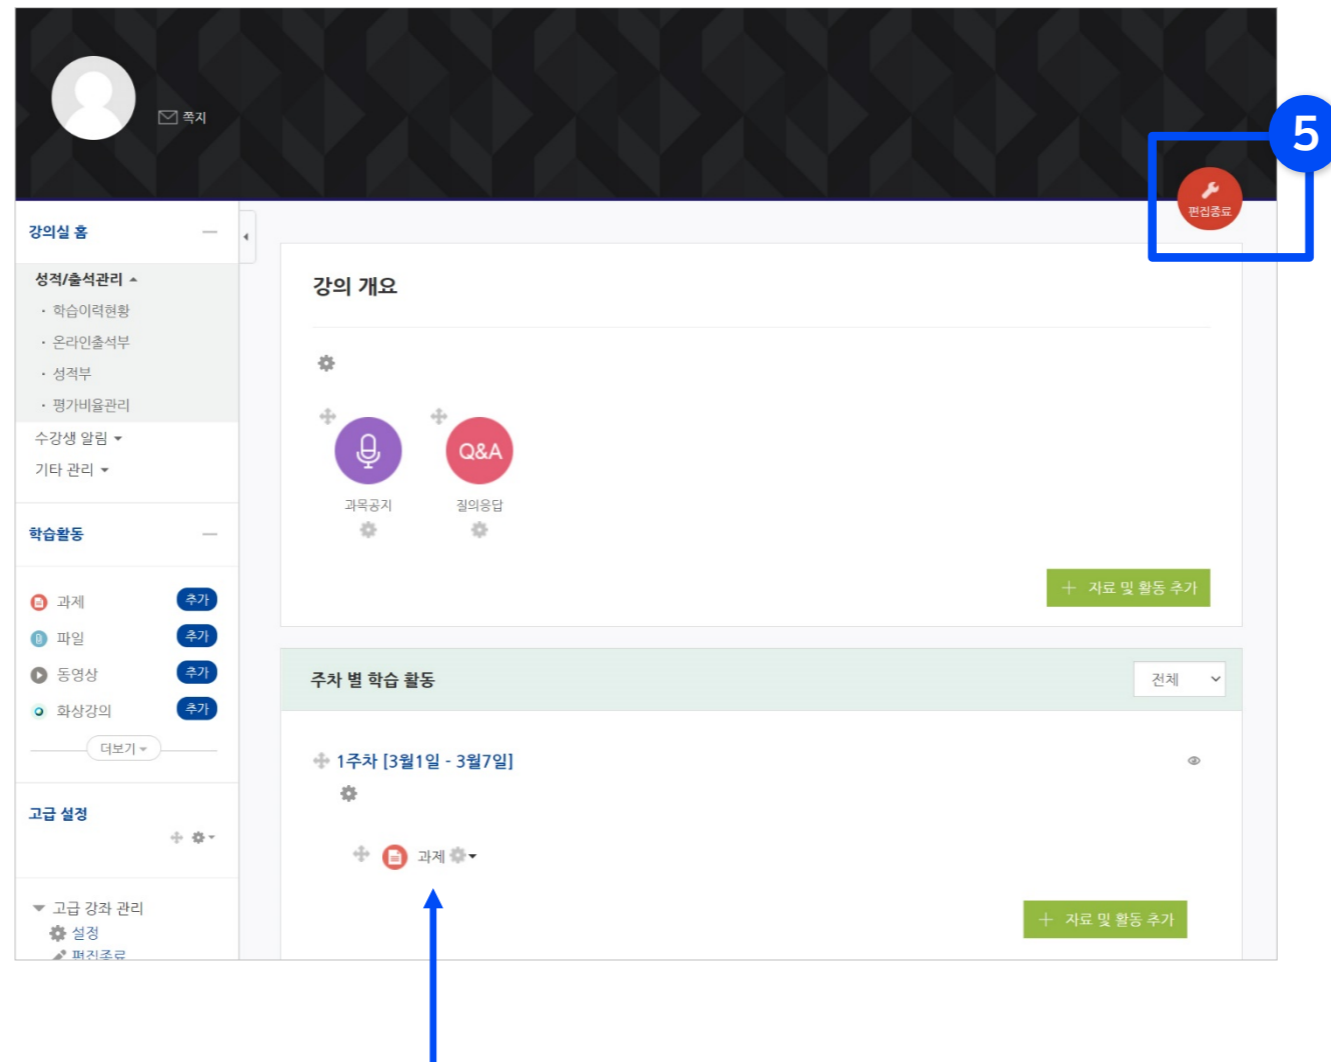 쪽지
5
편집종료
강의실 홈
성적/출석관리
학습이력현황
온라인출석부
성적부
평가비율관리
수강생 알림
기타 관리
학습활동
과제 추가
파일 추가
동영상 추가
화상강의 추가
더보기
고급 설정
고급 강좌 관리
설정
편집종료
강의 개요
Q&A
과목공지 질의응답
+ 자료 및 활동 추가
주차 별 학습 활동 전체
1주차 [3월1일 - 3월7일]
과제
+ 자료 및 활동 추가